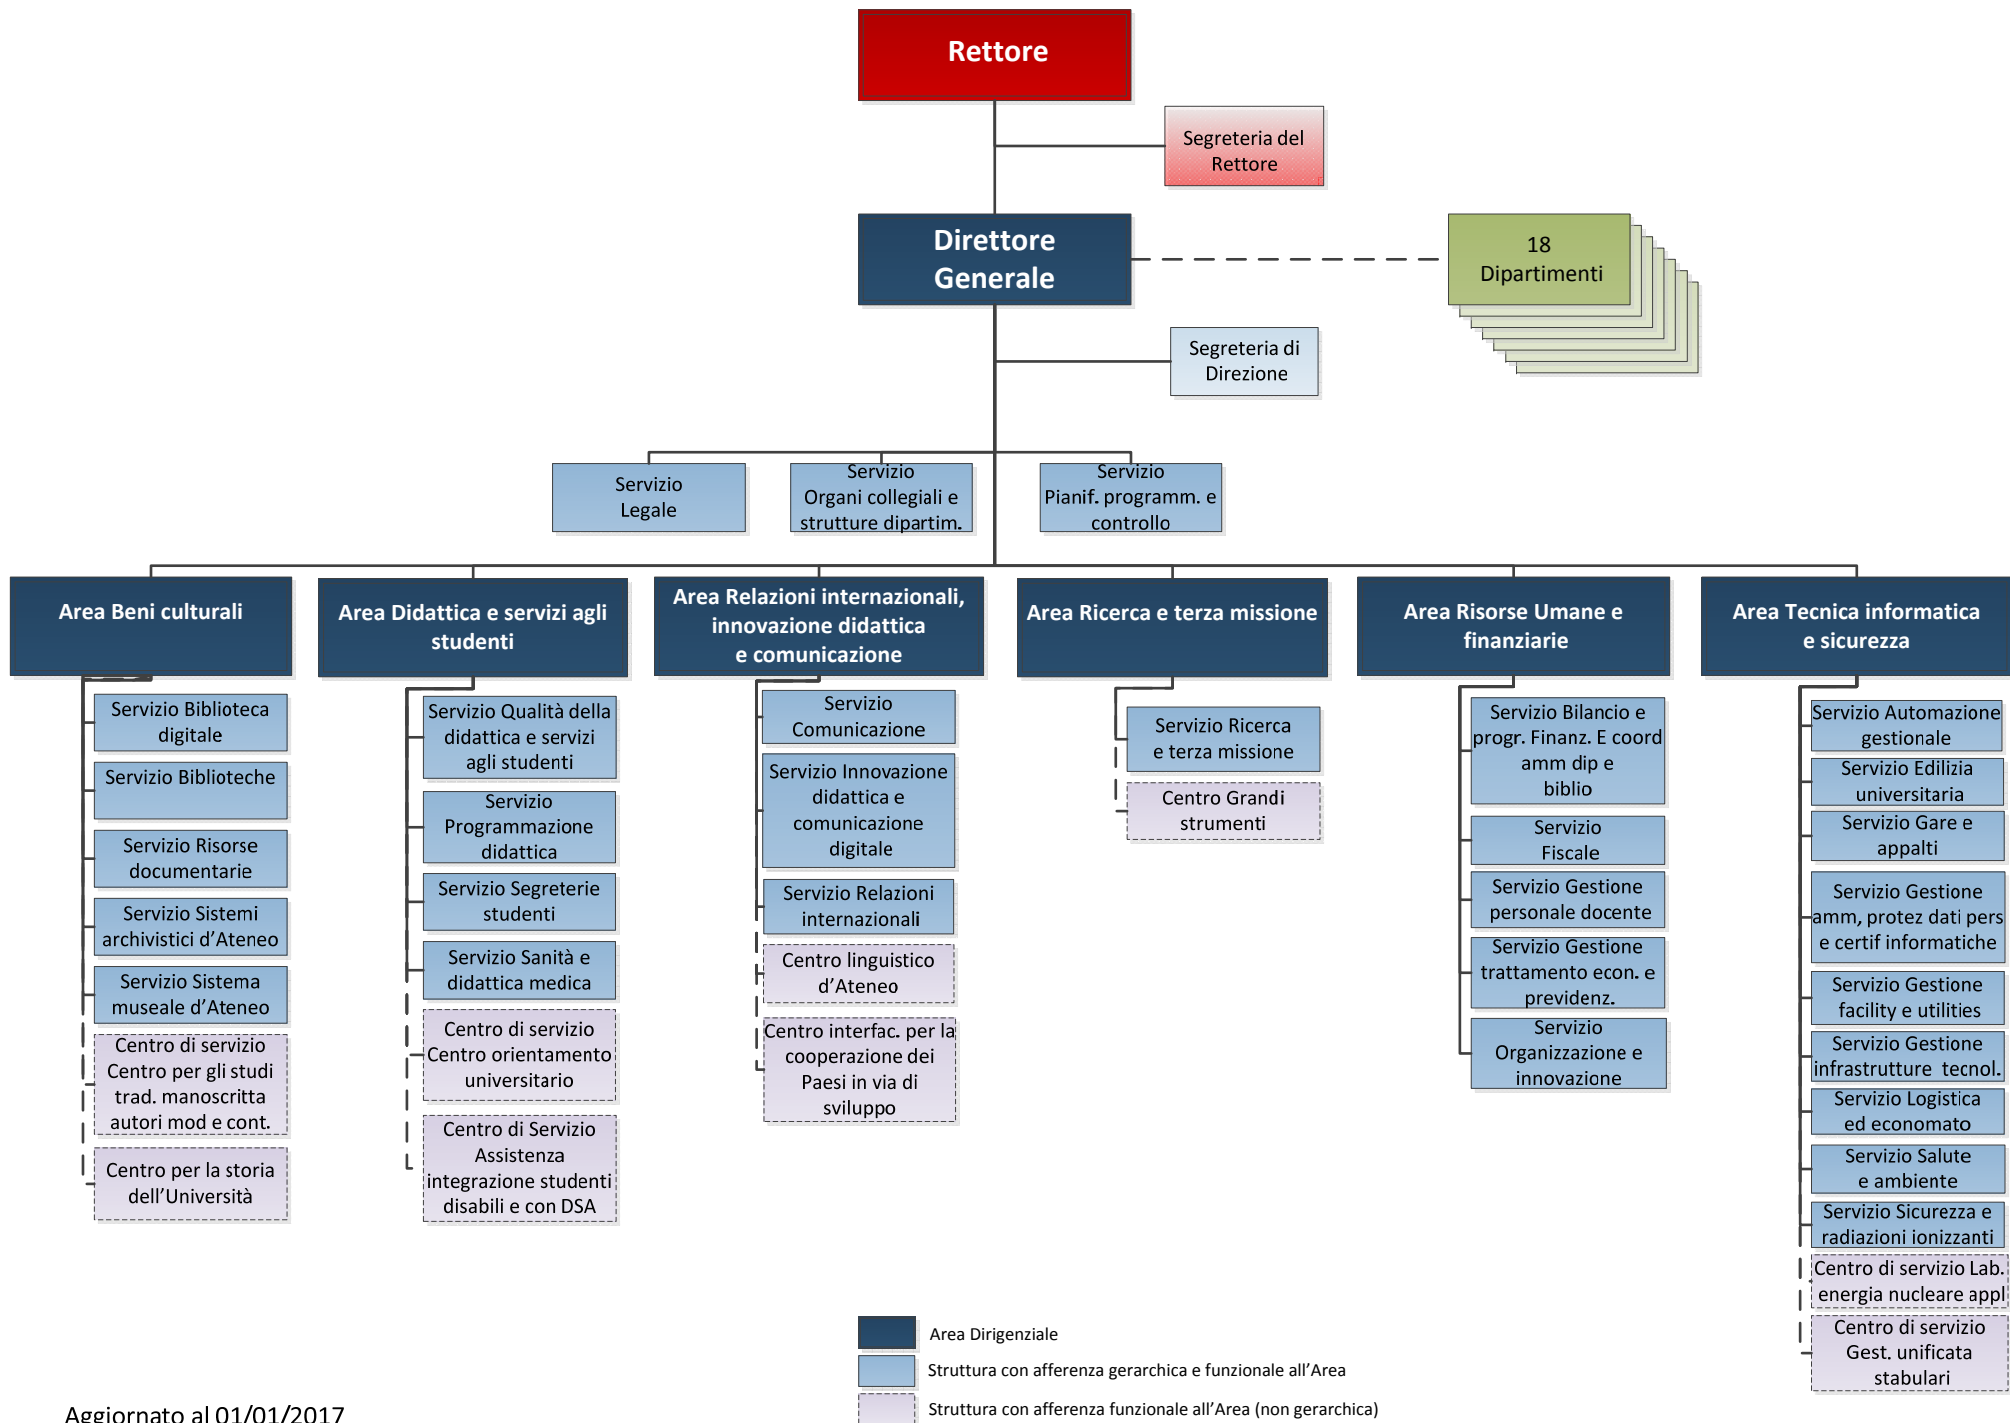 Rettore
Segreteria del
Rettore
Direttore
Generale
18
Dipartimenti
Segreteria di
Direzione
Servizio
Legale
Servizio
Organi collegiali e
strutture dipartim.
Servizio
Pianif. programm. e
controllo
Area Beni culturali
Area Didattica e servizi agli
studenti
Area Relazioni internazionali,
innovazione didattica
e comunicazione
Area Ricerca e terza missione
Area Risorse Umane e
finanziarie
Area Tecnica informatica
e sicurezza
Servizio Biblioteca
digitale
Servizio Biblioteche
Servizio Risorse
documentarie
Servizio Sistemi
archivistici d’Ateneo
Servizio Sistema
museale d’Ateneo
Centro di servizio
Centro per gli studi
trad. manoscritta
autori mod e cont.
Centro per la storia
dell’Università
Servizio Qualità della
didattica e servizi
agli studenti
Servizio
Programmazione
didattica
Servizio Segreterie
studenti
Servizio Sanità e
didattica medica
Centro di servizio
Centro orientamento
universitario
Centro di Servizio
Assistenza
integrazione studenti
disabili e con DSA
Servizio
Comunicazione
Servizio Innovazione
didattica e
comunicazione
digitale
Servizio Relazioni
internazionali
Centro linguistico
d’Ateneo
Centro interfac. per la
cooperazione dei
Paesi in via di
sviluppo
Servizio Ricerca
e terza missione
Centro Grandi
strumenti
Servizio Bilancio e
progr. Finanz. E coord
amm dip e
biblio
Servizio
Fiscale
Servizio Gestione
personale docente
Servizio Gestione
trattamento econ. e
previdenz.
Servizio
Organizzazione e
innovazione
Servizio Automazione
gestionale
Servizio Edilizia
universitaria
Servizio Gare e
appalti
Servizio Gestione
amm, protez dati pers
e certif informatiche
Servizio Gestione
facility e utilities
Servizio Gestione
infrastrutture tecnol.
Servizio Logistica
ed economato
Servizio Salute
e ambiente
Servizio Sicurezza e
radiazioni ionizzanti
Centro di servizio Lab.
energia nucleare appl
Centro di servizio
Gest. unificata
stabulari
Area Dirigenziale
Struttura con afferenza gerarchica e funzionale all’Area
Struttura con afferenza funzionale all’Area (non gerarchica)
Aggiornato al 01/01/2017